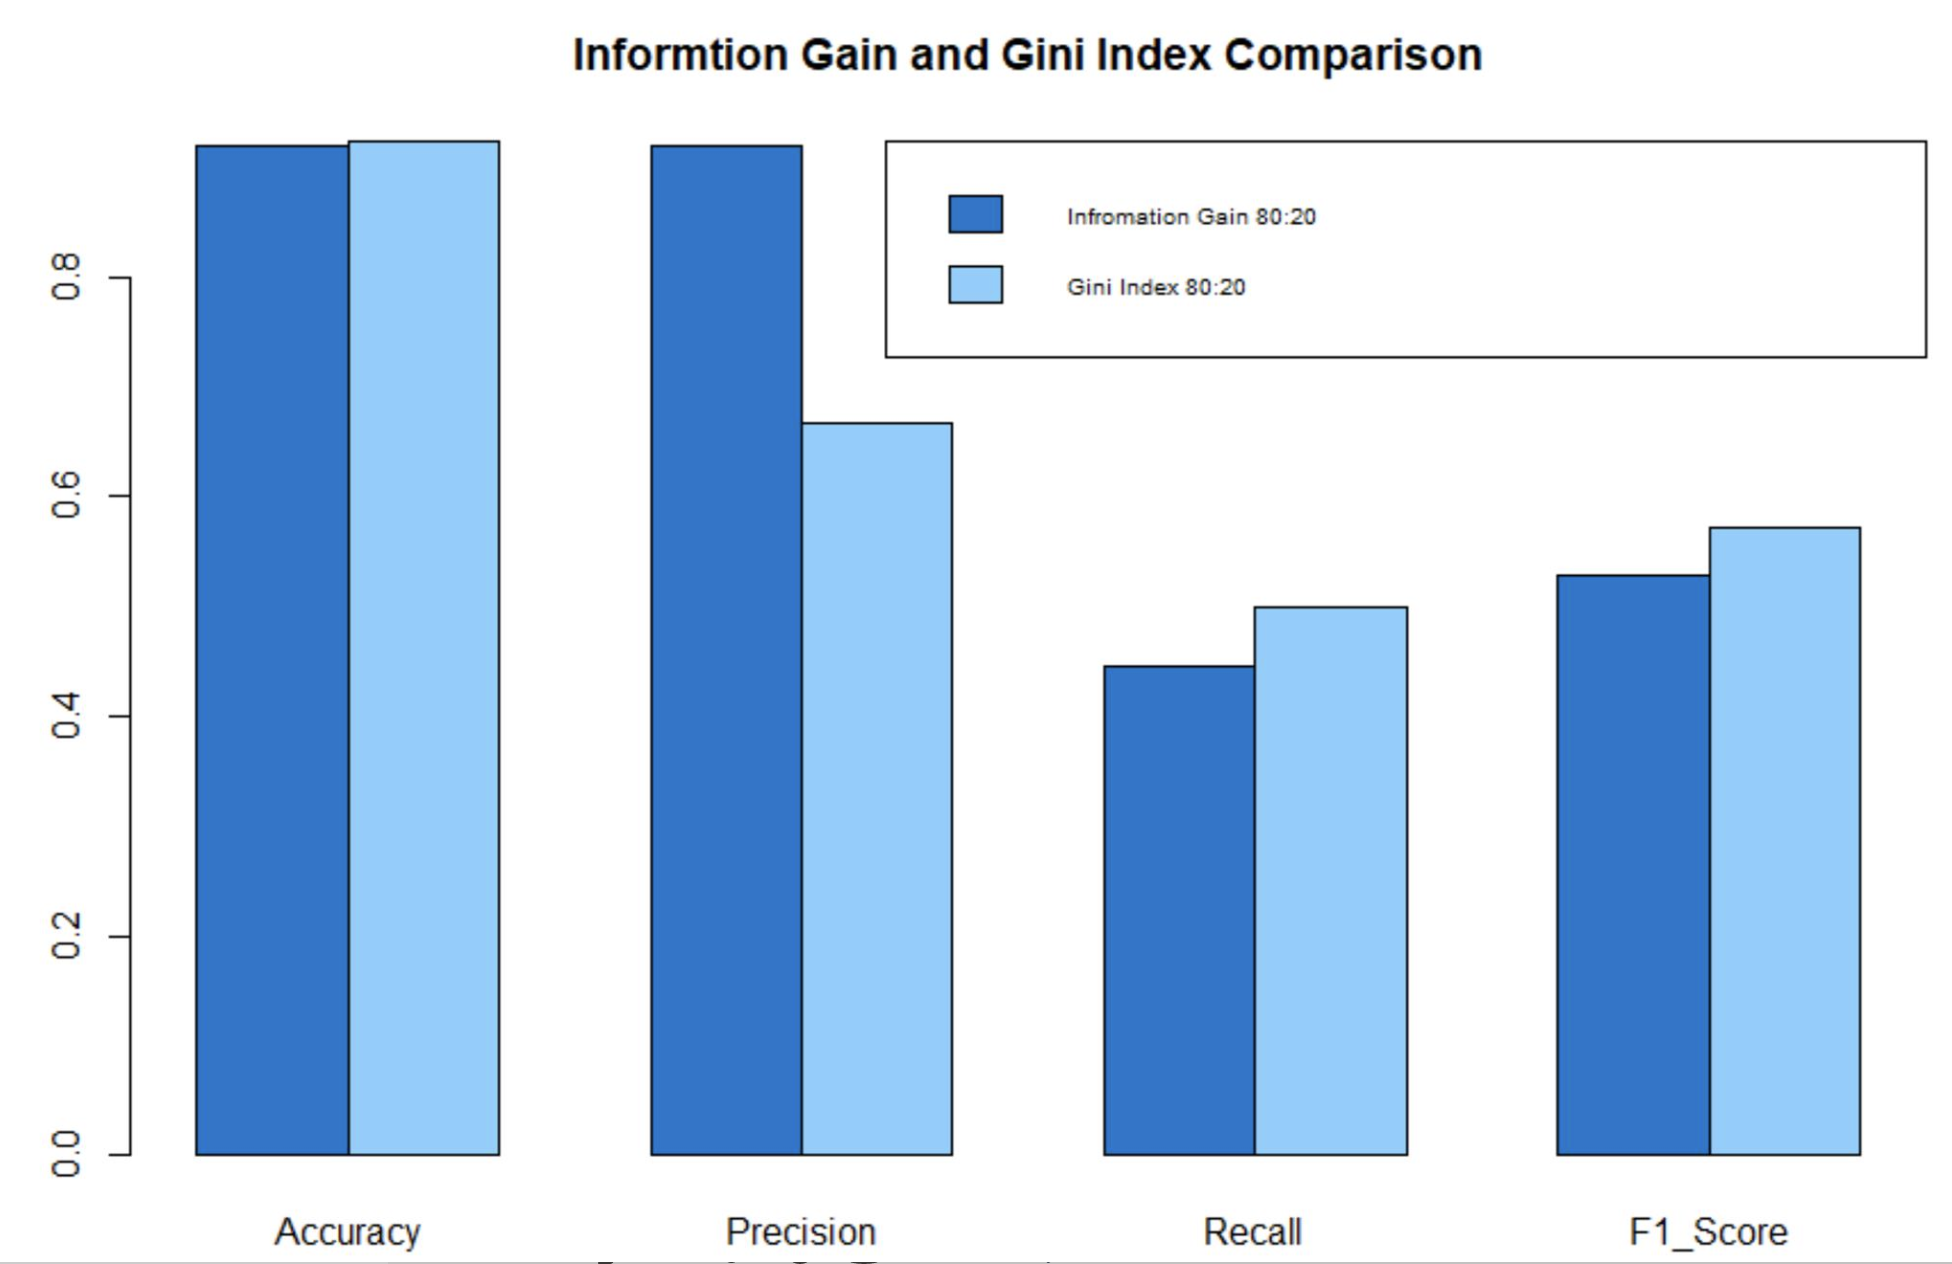 Informtion Gain and Gini Index Comparison
Infromation Gain 80:20
Gini Index 80:20
0.8
0.6
0.4
0.2
0.0
Accuracy Precision Recall F1_Score